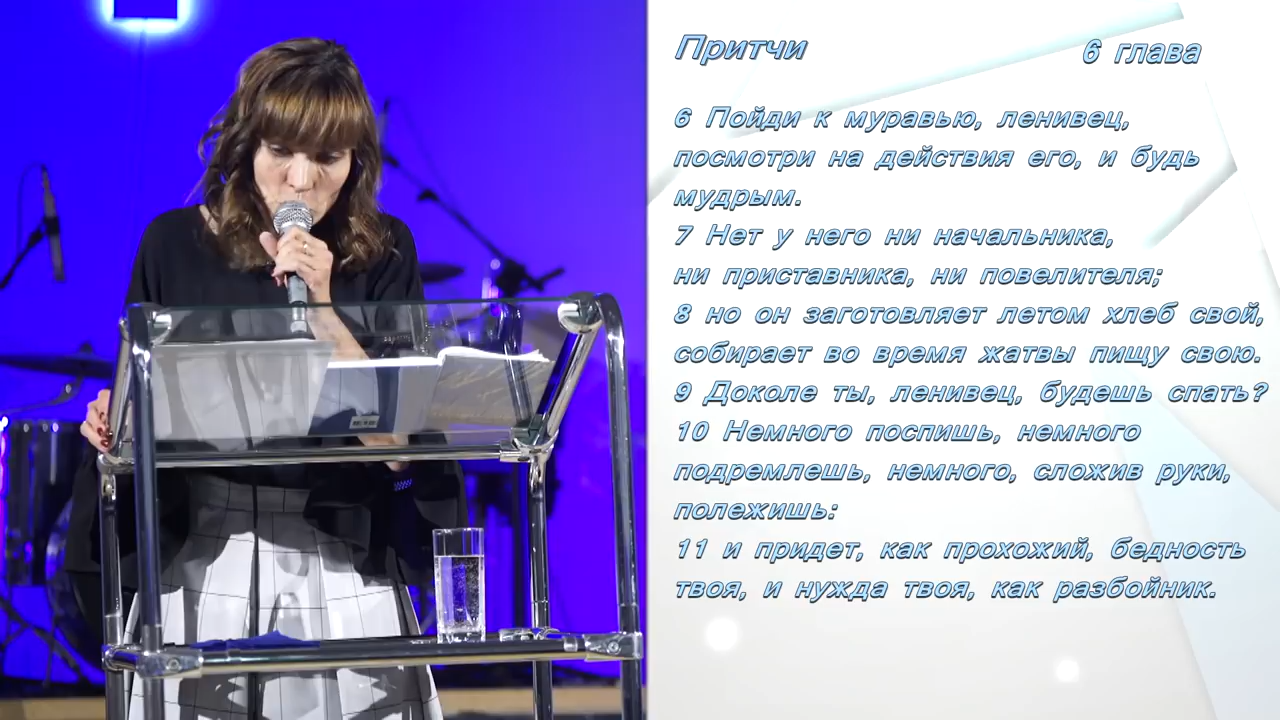 Притчи 6 глава
6 Пойди к муравью, ленивец,
посмотри на действия его, и будь
мудрым.
7 Нет у него ни начальника,
ни приставника, ни повелителя;
8 но он заготовляет летом хлеб свой,
собирает во время жатвы пищу свою.
9 Доколе ты, ленивец, будешь спать?
10 Немного поспишь, немного
подремлешь, немного, сложив руки,
полежишь:
11 и придет, как прохожий, бедность
твоя, и нужда твоя, как разбойник.